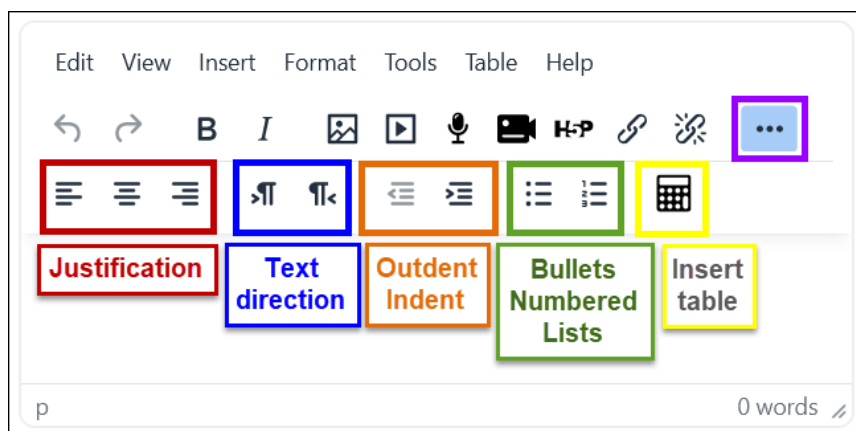 Edit View Insert Format Tools Table Help
B I H5P
Justification
Text
direction
Outdent
Indent
Bullets
Numbered
Lists
Insert
table
p 0 words